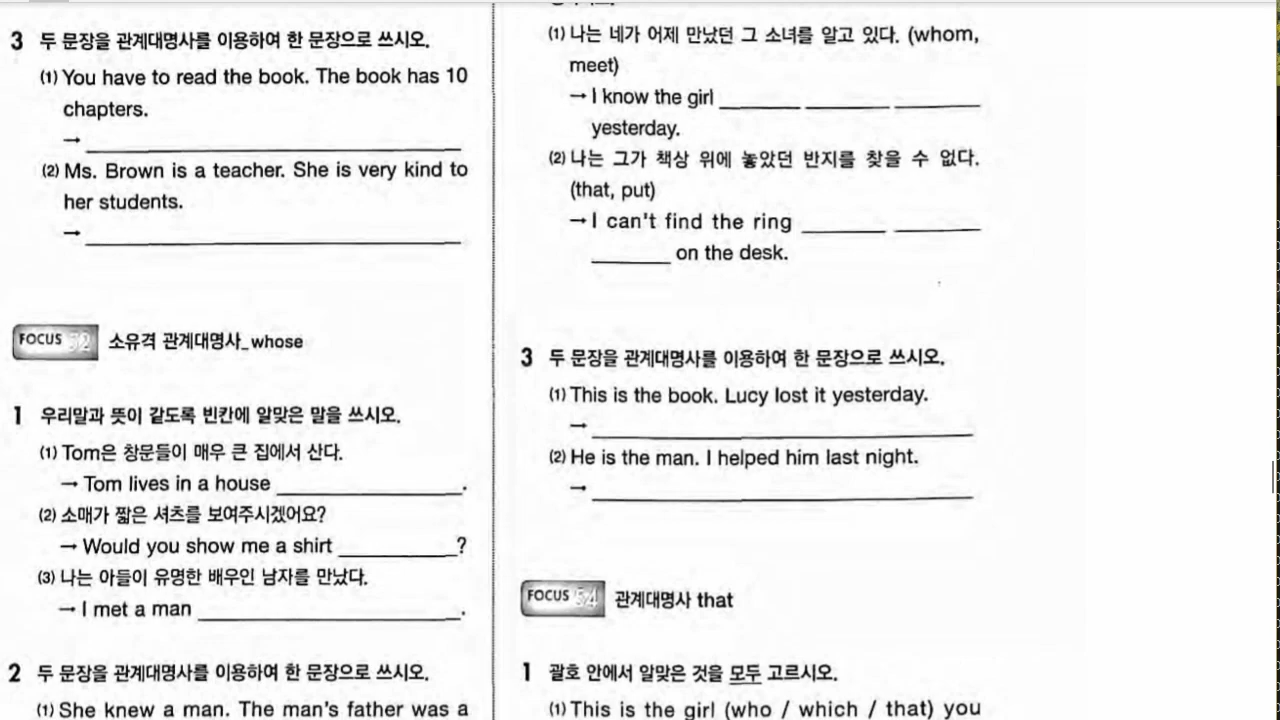 3 두 문장을 관계대명사를 이용하여 한 문장으로 쓰시오.
(1) You have to read the book. The book has 10
chapters.
→
(2) Ms. Brown is a teacher. She is very kind to
her students.
→
FOCUS 52 소유격 관계대명사_whose
1 우리말과 뜻이 같도록 빈칸에 알맞은 말을 쓰시오.
(1) Tom은 창문들이 매우 큰 집에서 산다.
→ Tom lives in a house ____________.
(2) 소매가 짧은 셔츠를 보여주시겠어요?
→ Would you show me a shirt ________?
(3) 나는 아들이 유명한 배우인 남자를 만났다.
→ I met a man ________________.
2 두 문장을 관계대명사를 이용하여 한 문장으로 쓰시오.
(1) She knew a man. The man's father was a
(1) 나는 네가 어제 만났던 그 소녀를 알고 있다. (whom,
meet)
→ I know the girl ______ ______ ______
yesterday.
(2) 나는 그가 책상 위에 놓았던 반지를 찾을 수 없다.
(that, put)
→ I can't find the ring ______ ______
______ on the desk.
3 두 문장을 관계대명사를 이용하여 한 문장으로 쓰시오.
(1) This is the book. Lucy lost it yesterday.
→
(2) He is the man. I helped him last night.
→
FOCUS 54 관계대명사 that
1 괄호 안에서 알맞은 것을 모두 고르시오.
(1) This is the girl (who / which / that) you